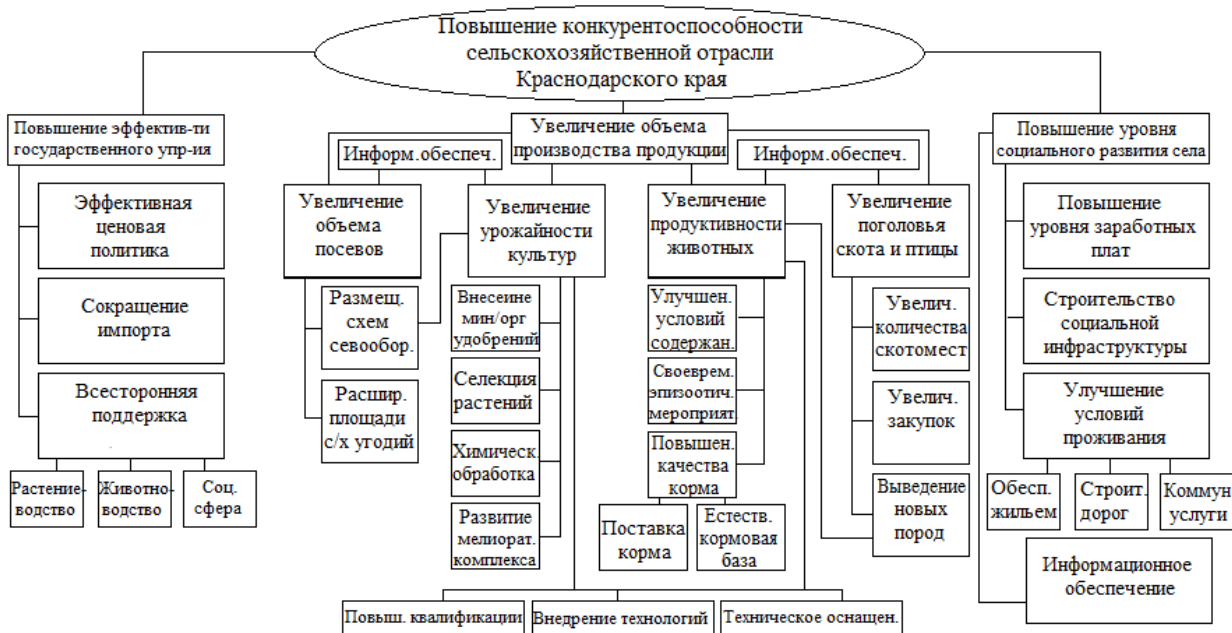 Повышение конкурентоспособности
сельскохозяйственной отрасли
Краснодарского края
Повышение эффектив-ти
государственного упр-ия
Эффективная
ценовая
политика
Сокращение
импорта
Всесторонняя
поддержка
Растение-
водство
Животно-
водство
Соц.
сфера
Увеличение объема
производства продукции
Информ.обеспеч.
Информ.обеспеч.
Увеличение
объема
посевов
Размещ.
схем
севообор.
Расшир.
площади
с/х угодий
Увеличение
урожайности
культур
Внесеине
мин/орг
удобрений
Селекция
растений
Химическ.
обработка
Развитие
мелиорат.
комплекса
Увеличение
продуктивности
животных
Улучшен.
условий
содержан.
Своеврем.
эпизоотич.
мероприят.
Повышен.
качества
корма
Поставка
корма
Естеств.
кормовая
база
Увеличение
поголовья
скота и птицы
Увелич.
количества
скотомест
Увелич.
закупок
Выведение
новых
пород
Повыш. квалификации
Внедрение технологий
Техническое оснащен.
Повышение уровня
социального развития села
Повышение
уровня заработных
плат
Строительство
социальной
инфраструктуры
Улучшение
условий
проживания
Обесп.
жильем
Строит.
дорог
Коммун.
услуги
Информационное
обеспечение